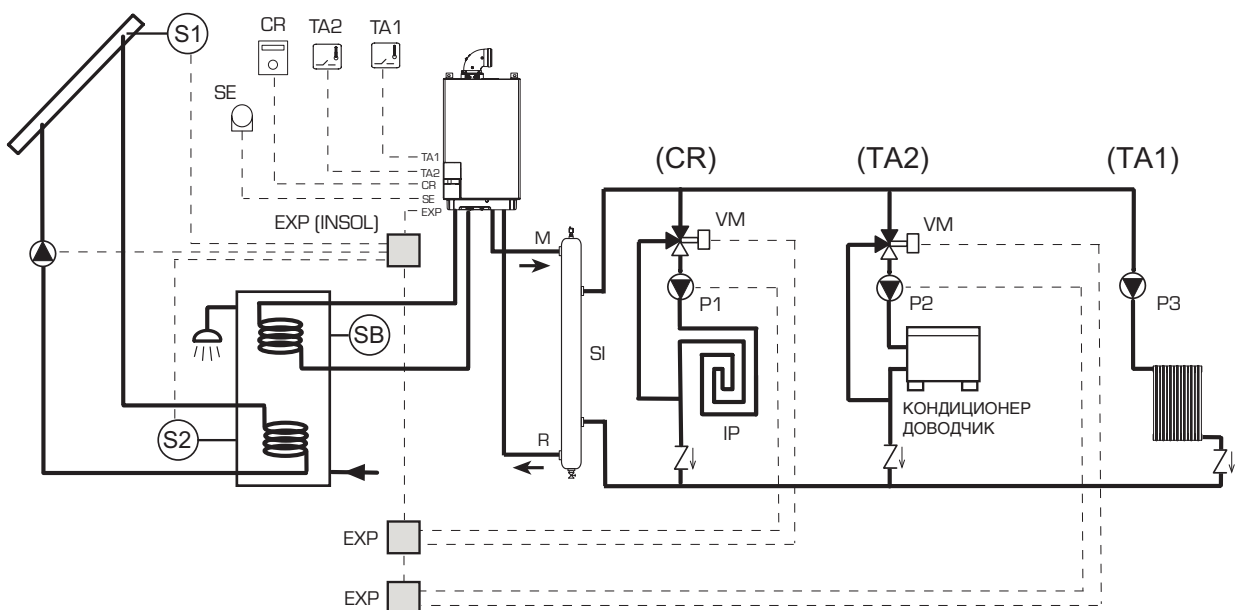 S1
CR
TA2
TA1
SE
TA1
TA2
CR
SE
EXP
EXP (INSOL)
(CR)
(TA2)
(TA1)
M
VM
VM
P1
P2
P3
SB
SI
S2
R
IP
КОНДИЦИОНЕР
ДОВОДЧИК
EXP
EXP